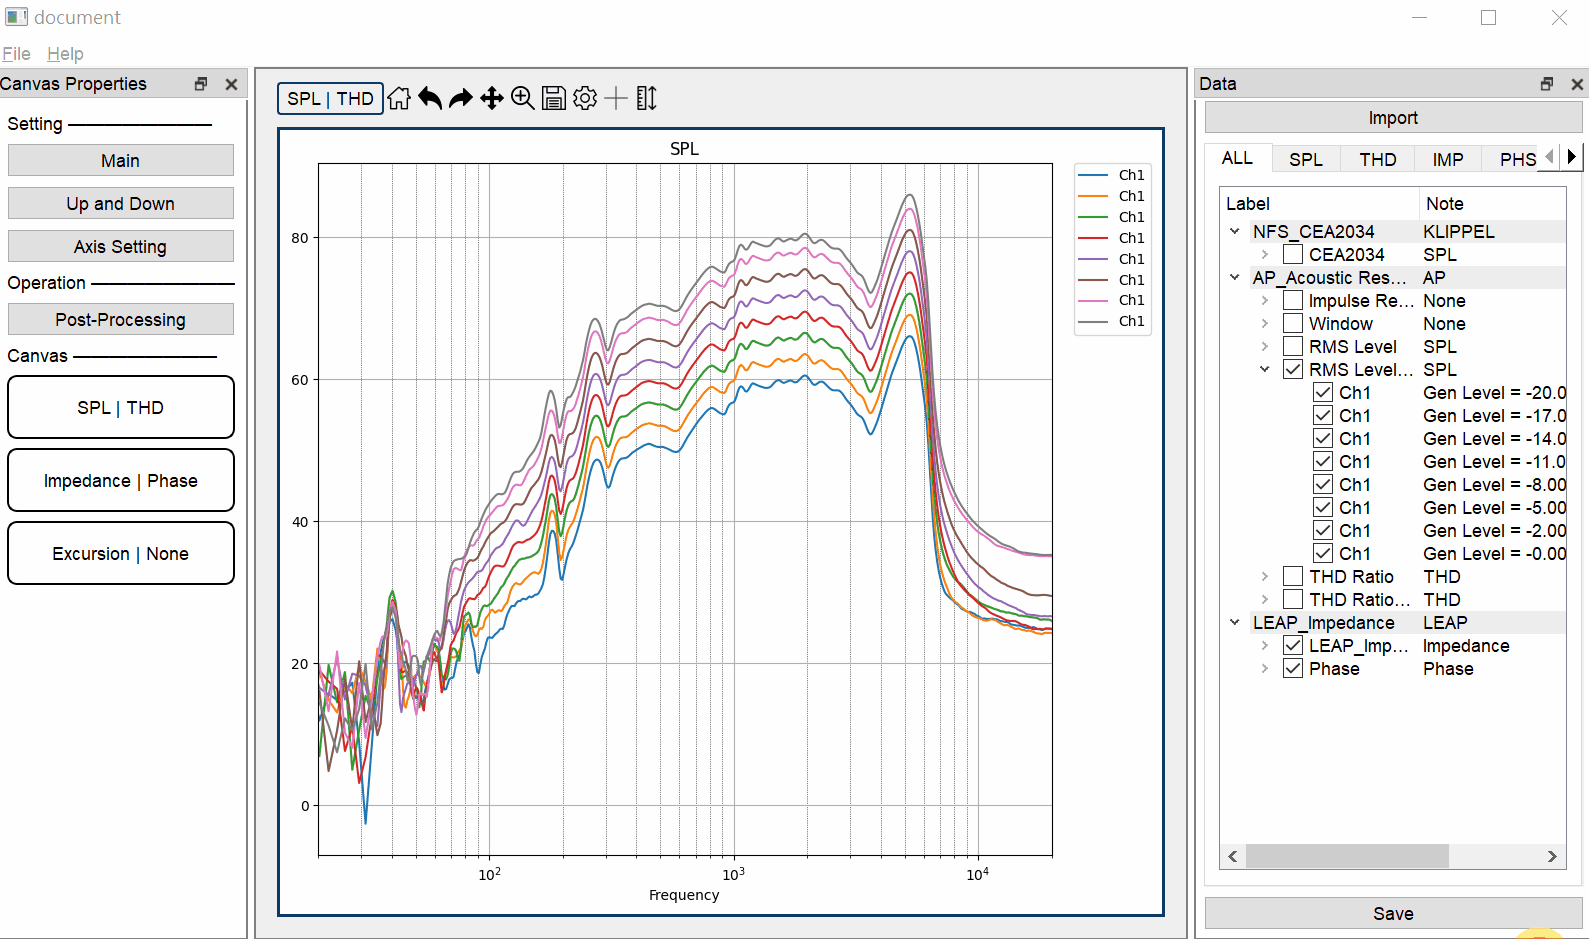 document
File Help
Canvas Properties
Setting
Main
Up and Down
Axis Setting
Operation
Post-Processing
Canvas
SPL | THD
Impedance | Phase
Excursion | None
SPL | THD
SPL
80
60
40
20
0
10²
10³
10⁴
Frequency
Ch1
Ch1
Ch1
Ch1
Ch1
Ch1
Ch1
Ch1
Data
Import
ALL SPL THD IMP PHS
Label Note
NFS_CEA2034 KLIPPEL
CEA2034 SPL
AP_Acoustic Res... AP
Impulse Re... None
Window None
RMS Level SPL
RMS Level... SPL
Ch1 Gen Level = -20.0
Ch1 Gen Level = -17.0
Ch1 Gen Level = -14.0
Ch1 Gen Level = -11.0
Ch1 Gen Level = -8.00
Ch1 Gen Level = -5.00
Ch1 Gen Level = -2.00
Ch1 Gen Level = -0.00
THD Ratio THD
THD Ratio... THD
LEAP_Impedance LEAP
LEAP_Imp... Impedance
Phase Phase
Save